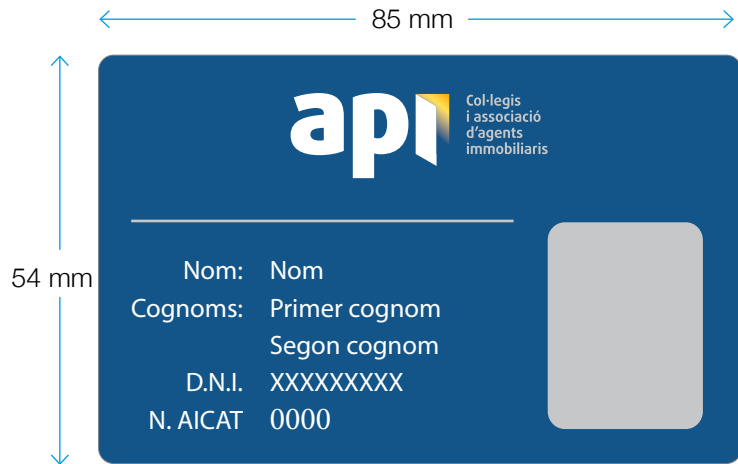 85 mm
api
Col·legis
i associació
d'agents
immobiliaris
54 mm
Nom: Nom
Cognoms: Primer cognom
Segon cognom
D.N.I. XXXXXXXXX
N. AICAT 0000